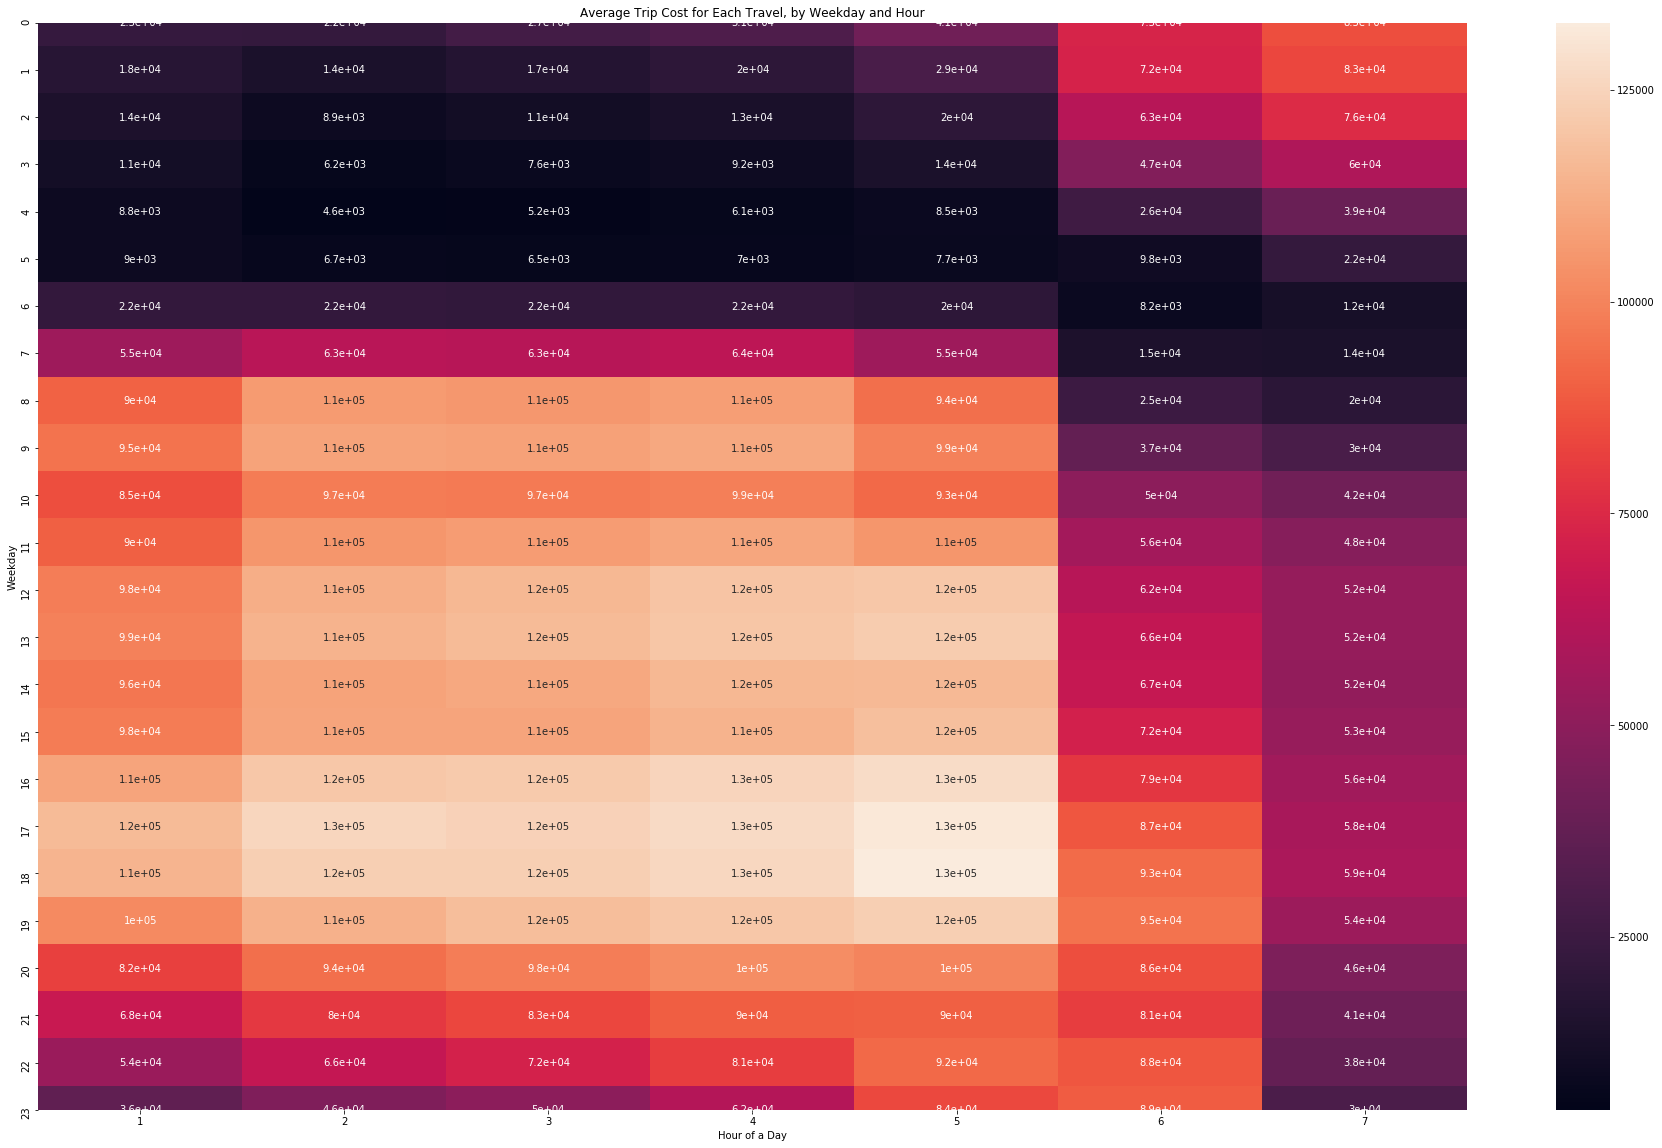 Average Trip Cost for Each Travel, by Weekday and Hour
0
1 1.8e+04 1.4e+04 1.7e+04 2e+04 2.9e+04 7.2e+04 8.3e+04
2 1.4e+04 8.9e+03 1.1e+04 1.3e+04 2e+04 6.3e+04 7.6e+04
3 1.1e+04 6.2e+03 7.6e+03 9.2e+03 1.4e+04 4.7e+04 6e+04
4 8.8e+03 4.6e+03 5.2e+03 6.1e+03 8.5e+03 2.6e+04 3.9e+04
5 9e+03 6.7e+03 6.5e+03 7e+03 7.7e+03 9.8e+03 2.2e+04
6 2.2e+04 2.2e+04 2.2e+04 2.2e+04 2e+04 8.2e+03 1.2e+04
7 5.5e+04 6.3e+04 6.3e+04 6.4e+04 5.5e+04 1.5e+04 1.4e+04
8 9e+04 1.1e+05 1.1e+05 1.1e+05 9.4e+04 2.5e+04 2e+04
9 9.5e+04 1.1e+05 1.1e+05 1.1e+05 9.9e+04 3.7e+04 3e+04
10 8.5e+04 9.7e+04 9.7e+04 9.9e+04 9.3e+04 5e+04 4.2e+04
11 9e+04 1.1e+05 1.1e+05 1.1e+05 1.1e+05 5.6e+04 4.8e+04
12 9.8e+04 1.1e+05 1.2e+05 1.2e+05 1.2e+05 6.2e+04 5.2e+04
13 9.9e+04 1.1e+05 1.2e+05 1.2e+05 1.2e+05 6.6e+04 5.2e+04
14 9.6e+04 1.1e+05 1.1e+05 1.2e+05 1.2e+05 6.7e+04 5.2e+04
15 9.8e+04 1.1e+05 1.1e+05 1.1e+05 1.2e+05 7.2e+04 5.3e+04
16 1.1e+05 1.2e+05 1.2e+05 1.3e+05 1.3e+05 7.9e+04 5.6e+04
17 1.2e+05 1.3e+05 1.2e+05 1.3e+05 1.3e+05 8.7e+04 5.8e+04
18 1.1e+05 1.2e+05 1.2e+05 1.3e+05 1.3e+05 9.3e+04 5.9e+04
19 1e+05 1.1e+05 1.2e+05 1.2e+05 1.2e+05 9.5e+04 5.4e+04
20 8.2e+04 9.4e+04 9.8e+04 1e+05 1e+05 8.6e+04 4.6e+04
21 6.8e+04 8e+04 8.3e+04 9e+04 9e+04 8.1e+04 4.1e+04
22 5.4e+04 6.6e+04 7.2e+04 8.1e+04 9.2e+04 8.8e+04 3.8e+04
23
1 2 3 4 5 6 7
Hour of a Day
Weekday
125000
100000
75000
50000
25000